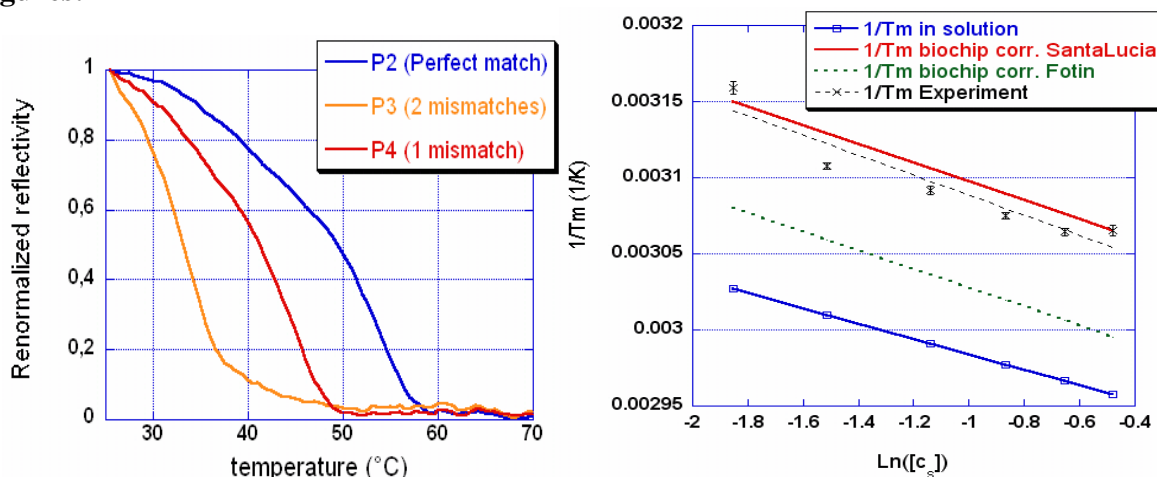 P2 (Perfect match)
P3 (2 mismatches)
P4 (1 mismatch)
Renormalized reflectivity
1
0,8
0,6
0,4
0,2
0
30
40
50
60
70
temperature (°C)
1/Tm in solution
1/Tm biochip corr. SantaLucia
1/Tm biochip corr. Fotin
1/Tm Experiment
1/Tm (1/K)
0.0032
0.00315
0.0031
0.00305
0.003
0.00295
-2
-1.8
-1.6
-1.4
-1.2
-1
-0.8
-0.6
-0.4
Ln([c_s])